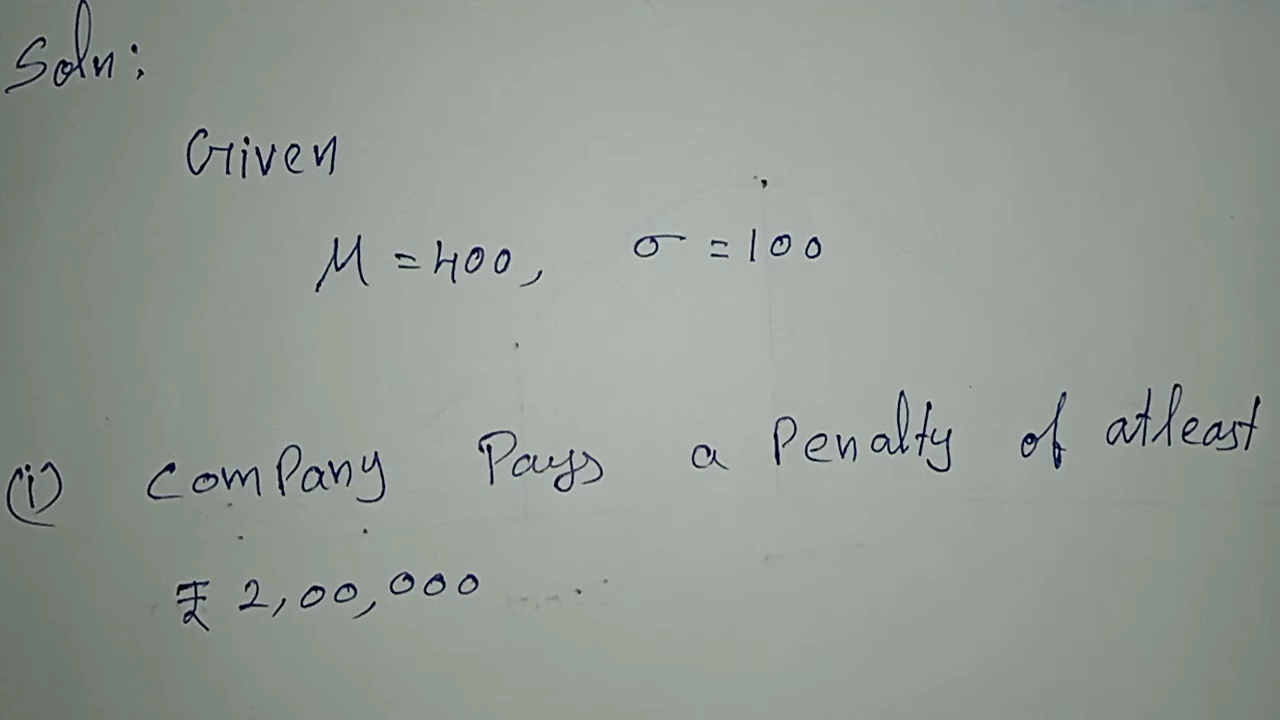 Soln:
Given
μ = 400, σ = 100
(i) Company Pays a Penalty of atleast
₹ 2,00,000